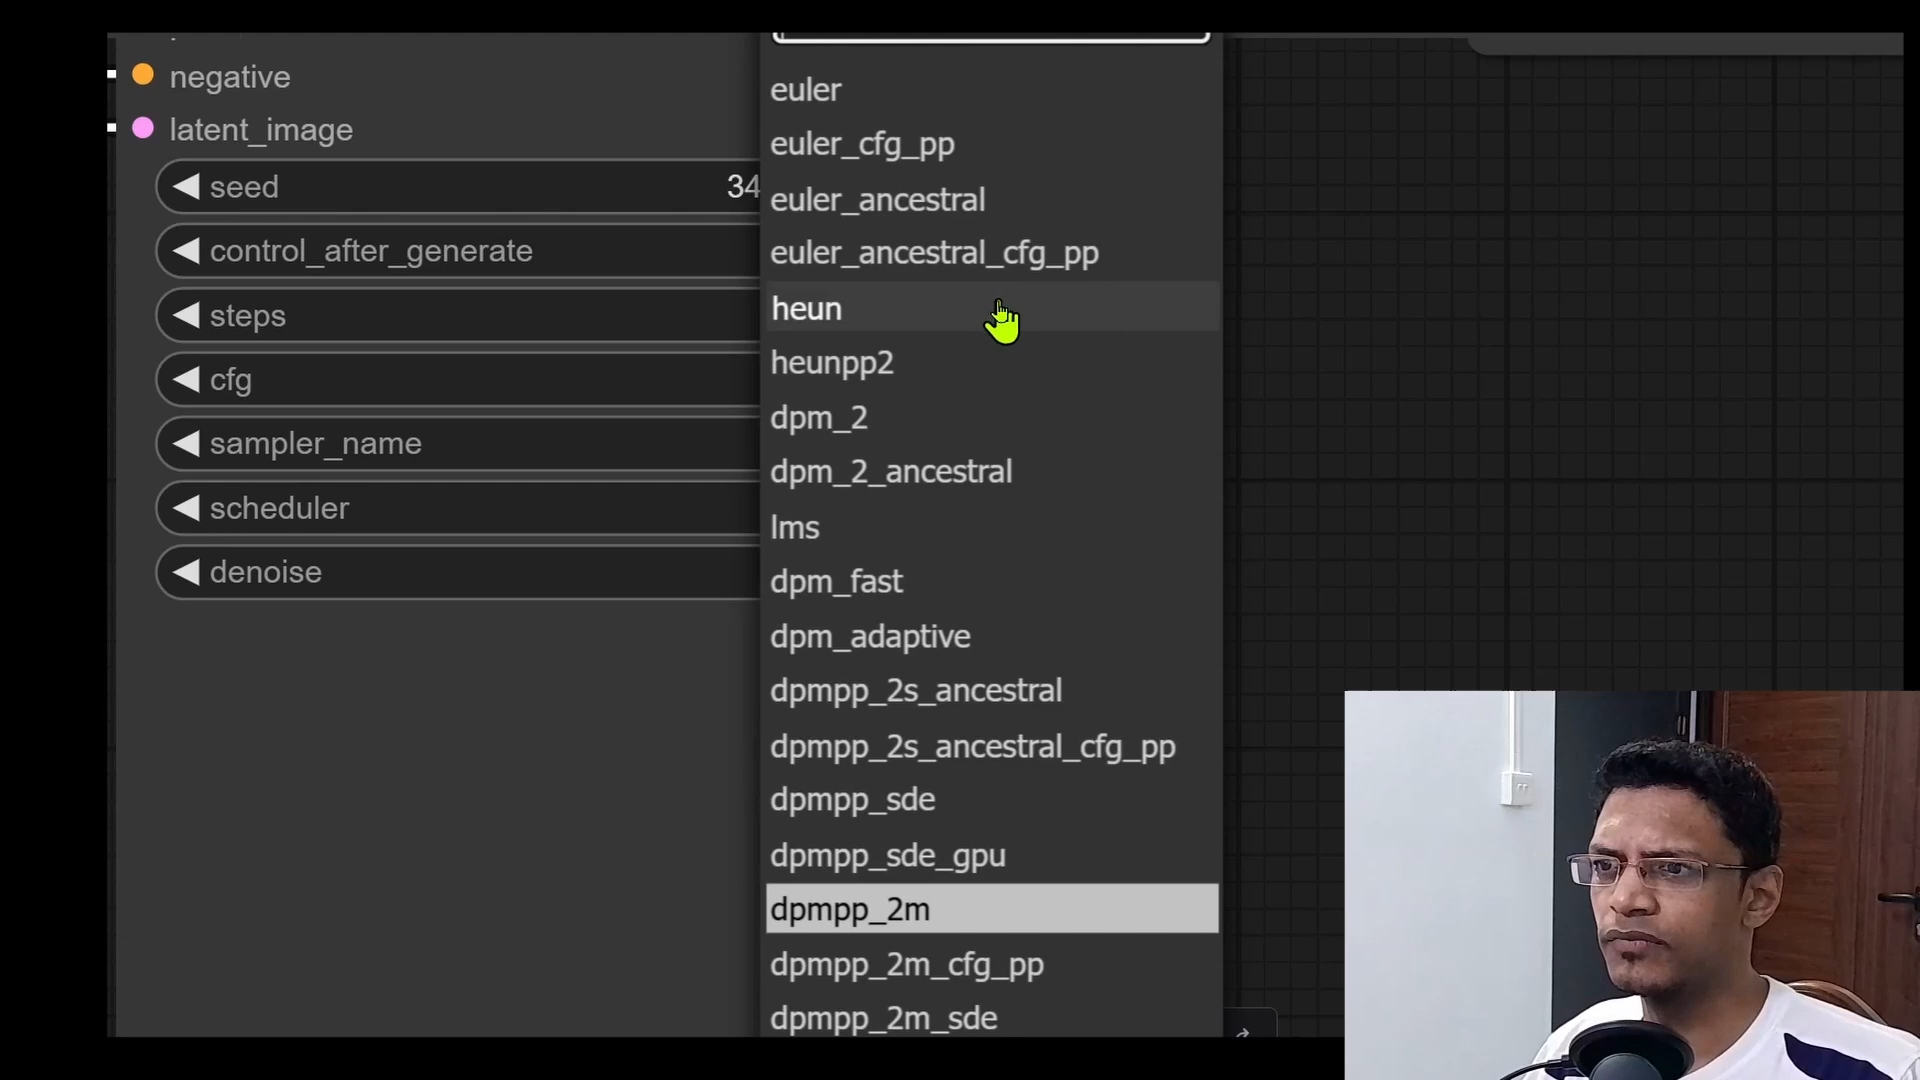 negative
latent_image
seed 34
control_after_generate
steps
cfg
sampler_name
scheduler
denoise
euler
euler_cfg_pp
euler_ancestral
euler_ancestral_cfg_pp
heun
heunpp2
dpm_2
dpm_2_ancestral
lms
dpm_fast
dpm_adaptive
dpmpp_2s_ancestral
dpmpp_2s_ancestral_cfg_pp
dpmpp_sde
dpmpp_sde_gpu
dpmpp_2m
dpmpp_2m_cfg_pp
dpmpp_2m_sde